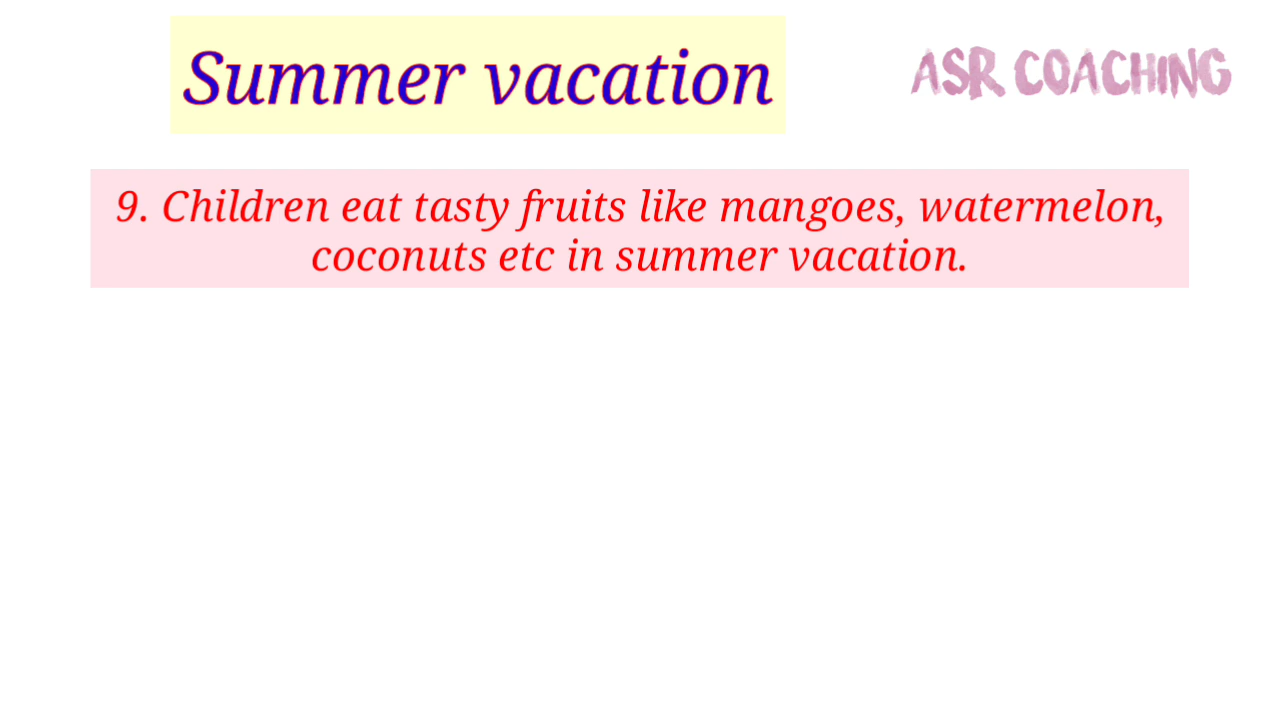 Summer vacation
ASR COACHING
9. Children eat tasty fruits like mangoes, watermelon,
coconuts etc in summer vacation.